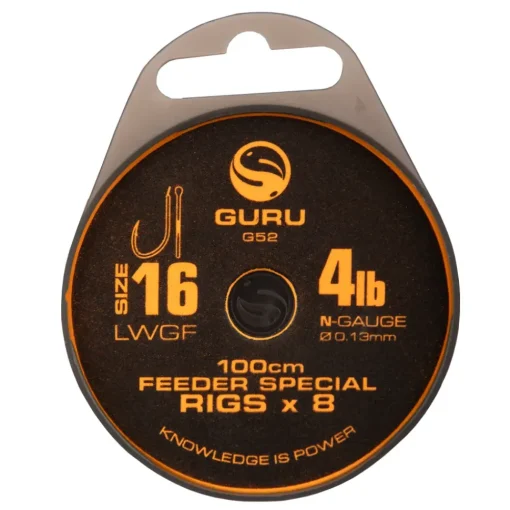 GURU
G52
SIZE 16
LWGF
4lb
N-GAUGE
Ø 0.13mm
100cm
FEEDER SPECIAL
RIGS x 8
KNOWLEDGE IS POWER